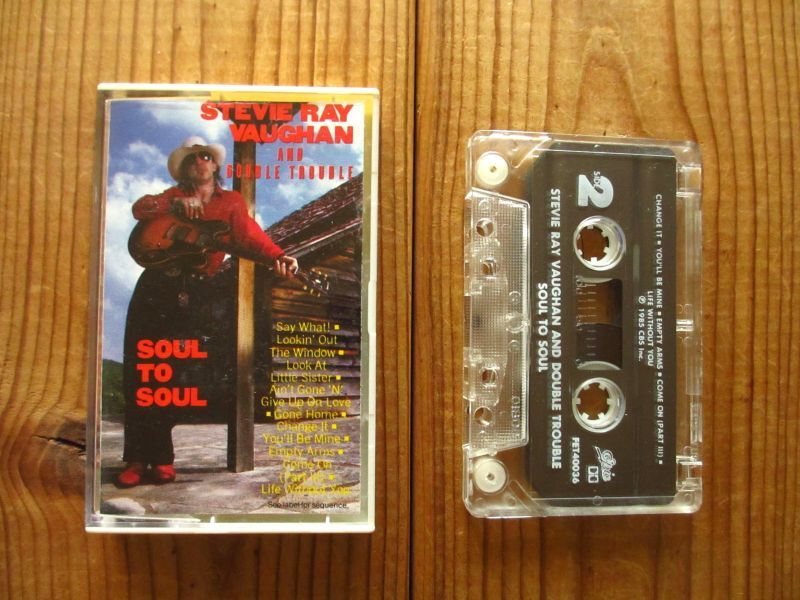 STEVIE RAY
VAUGHAN
AND
DOUBLE TROUBLE
SOUL
TO
SOUL
Say What! ▪
Lookin' Out
The Window ▪
Look At
Little Sister ▪
Ain't Gone 'N'
Give Up On Love
▪ Gone Home ▪
Change It ▪
You'll Be Mine ▪
Empty Arms ▪
Come On
(Part III) ▪
Life Without You
See label for sequence.
SIDE
2
CHANGE IT ▪ YOU'LL BE MINE ▪ EMPTY ARMS ▪ COME ON (PART III) ▪
LIFE WITHOUT YOU
℗ 1985 CBS Inc.
STEVIE RAY VAUGHAN AND DOUBLE TROUBLE
SOUL TO SOUL
Epic
FET40036